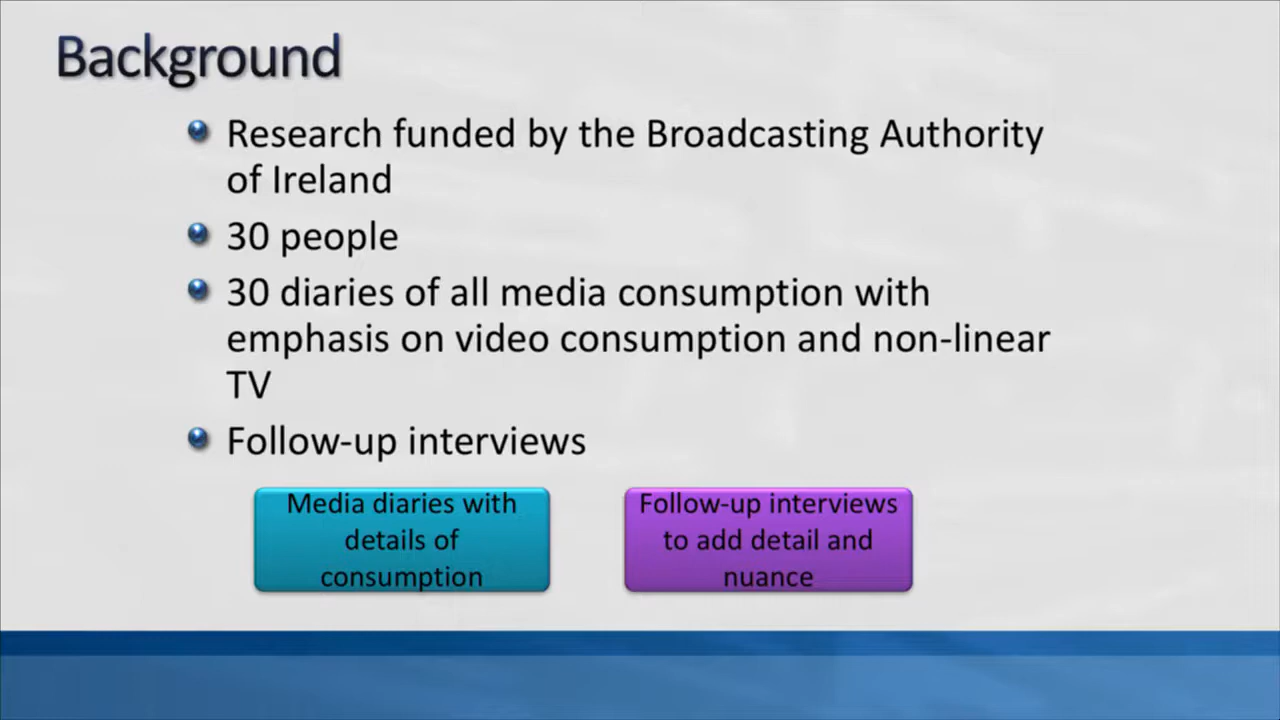 Background
Research funded by the Broadcasting Authority
of Ireland
30 people
30 diaries of all media consumption with
emphasis on video consumption and non-linear
TV
Follow-up interviews
Media diaries with
details of
consumption
Follow-up interviews
to add detail and
nuance